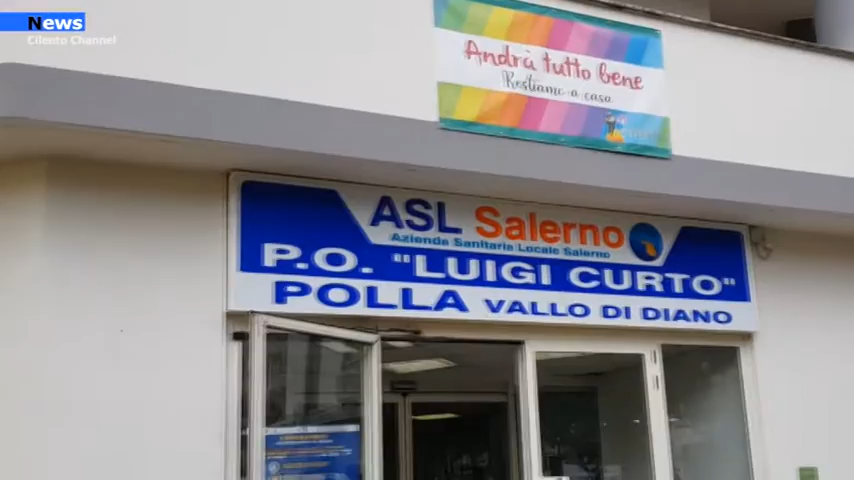 News
Cilento Channel
Andrà tutto bene
Restiamo a casa
ASL Salerno
Azienda Sanitaria Locale Salerno
P.O. "LUIGI CURTO"
POLLA VALLO DI DIANO